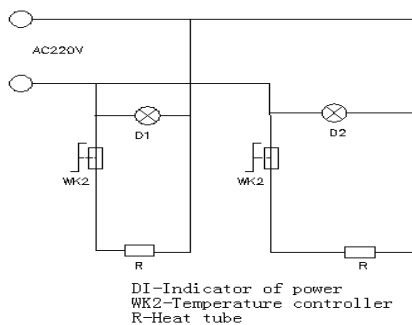 AC220V
D1
D2
WK2
WK2
R
R
DI-Indicator of power
WK2-Temperature controller
R-Heat tube